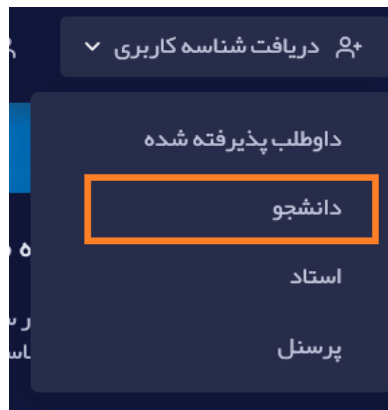 دریافت شناسه کاربری
داوطلب پذیرفته شده
دانشجو
استاد
پرسنل